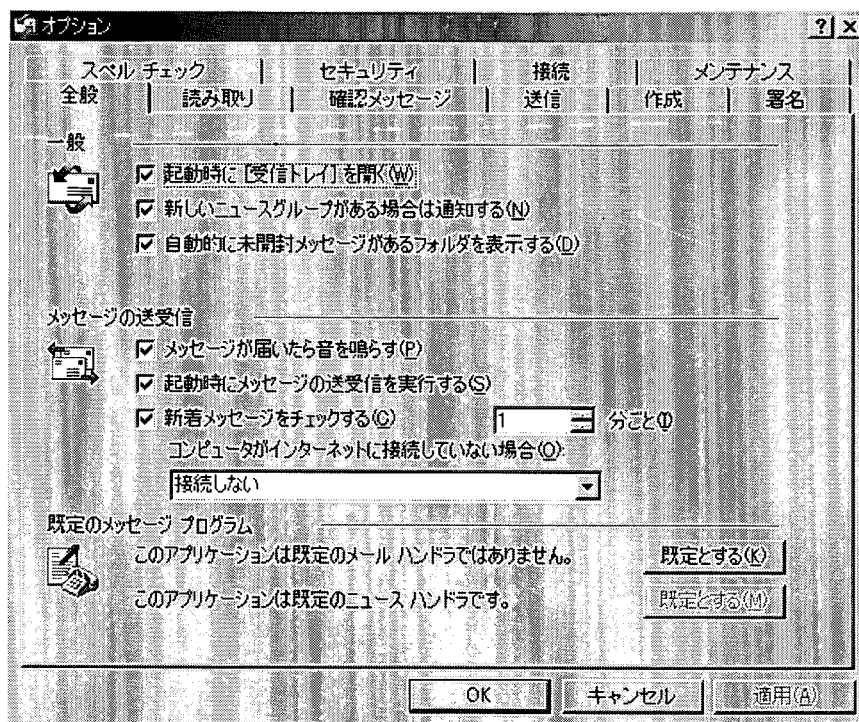 オプション
スペル チェック セキュリティ 接続 メンテナンス
全般 読み取り 確認メッセージ 送信 作成 署名
一般
起動時に [受信トレイ] を開く(W)
新しいニュースグループがある場合は通知する(N)
自動的に未開封メッセージがあるフォルダを表示する(D)
メッセージの送受信
メッセージが届いたら音を鳴らす(P)
起動時にメッセージの送受信を実行する(S)
新着メッセージをチェックする(C) 1 分ごと(I)
コンピュータがインターネットに接続していない場合(O):
接続しない
既定のメッセージ プログラム
このアプリケーションは既定のメール ハンドラではありません。 既定とする(K)
このアプリケーションは既定のニュース ハンドラです。 既定とする(M)
OK キャンセル 適用(A)